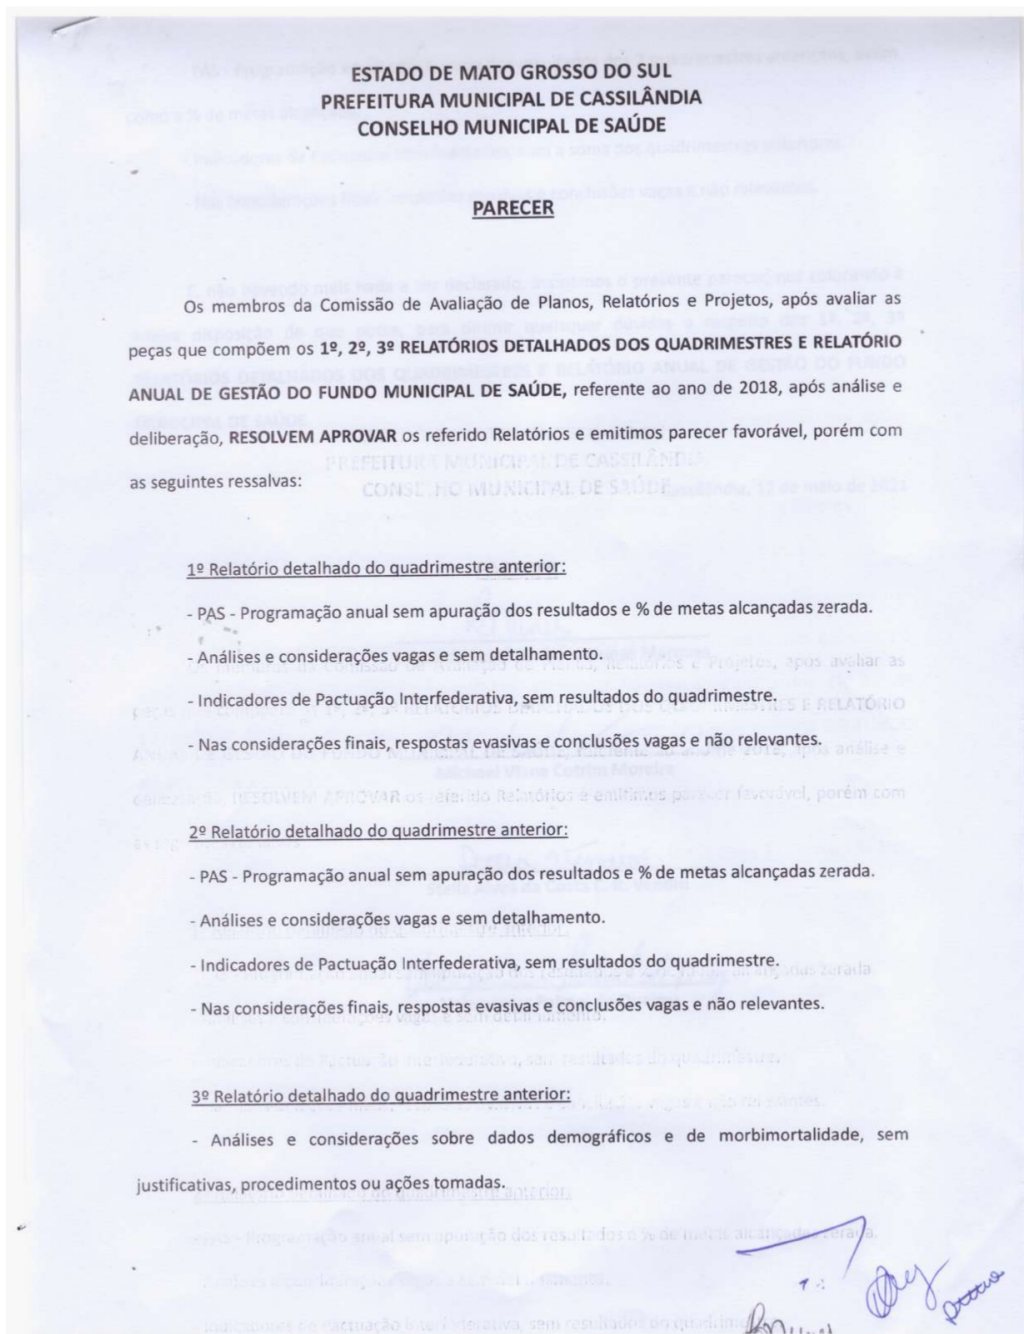 ESTADO DE MATO GROSSO DO SUL
PREFEITURA MUNICIPAL DE CASSILÂNDIA
CONSELHO MUNICIPAL DE SAÚDE
PARECER
Os membros da Comissão de Avaliação de Planos, Relatórios e Projetos, após avaliar as
peças que compõem os 1º, 2º, 3º RELATÓRIOS DETALHADOS DOS QUADRIMESTRES E RELATÓRIO
ANUAL DE GESTÃO DO FUNDO MUNICIPAL DE SAÚDE, referente ao ano de 2018, após análise e
deliberação, RESOLVEM APROVAR os referido Relatórios e emitimos parecer favorável, porém com
as seguintes ressalvas:
1º Relatório detalhado do quadrimestre anterior:
- PAS - Programação anual sem apuração dos resultados e % de metas alcançadas zerada.
- Análises e considerações vagas e sem detalhamento.
- Indicadores de Pactuação Interfederativa, sem resultados do quadrimestre.
- Nas considerações finais, respostas evasivas e conclusões vagas e não relevantes.
2º Relatório detalhado do quadrimestre anterior:
- PAS - Programação anual sem apuração dos resultados e % de metas alcançadas zerada.
- Análises e considerações vagas e sem detalhamento.
- Indicadores de Pactuação Interfederativa, sem resultados do quadrimestre.
- Nas considerações finais, respostas evasivas e conclusões vagas e não relevantes.
3º Relatório detalhado do quadrimestre anterior:
- Análises e considerações sobre dados demográficos e de morbimortalidade, sem
justificativas, procedimentos ou ações tomadas.